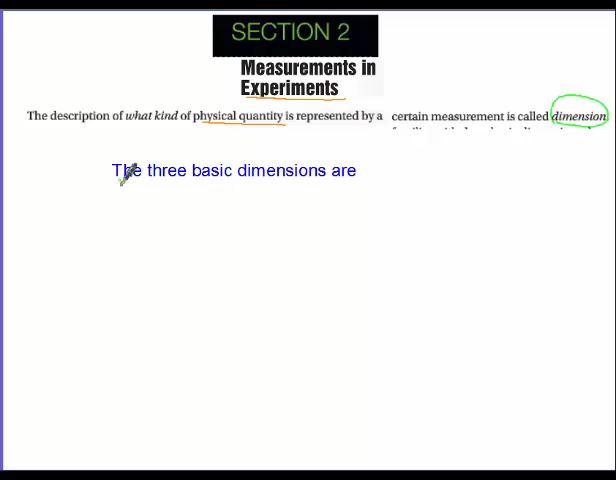 SECTION 2
Measurements in
Experiments
The description of what kind of physical quantity is represented by a certain measurement is called dimension
The three basic dimensions are